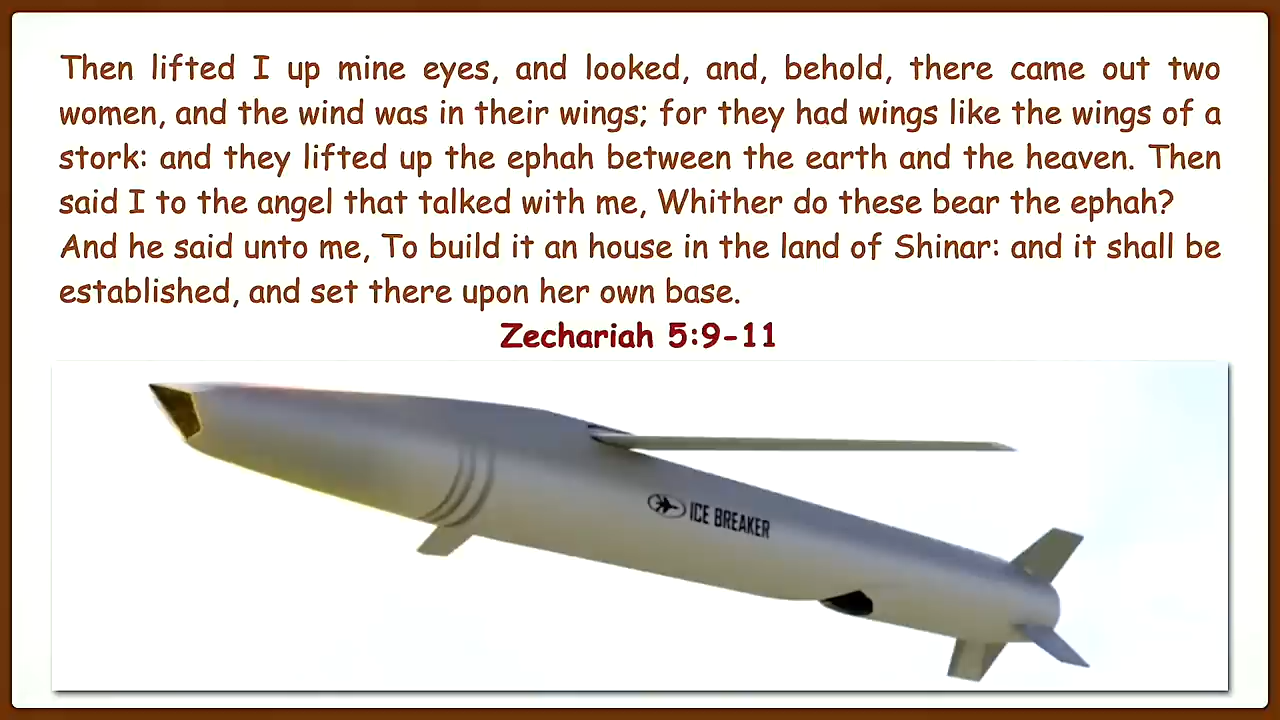 Then lifted I up mine eyes, and looked, and, behold, there came out two
women, and the wind was in their wings; for they had wings like the wings of a
stork: and they lifted up the ephah between the earth and the heaven. Then
said I to the angel that talked with me, Whither do these bear the ephah?
And he said unto me, To build it an house in the land of Shinar: and it shall be
established, and set there upon her own base.
Zechariah 5:9-11
ICE BREAKER